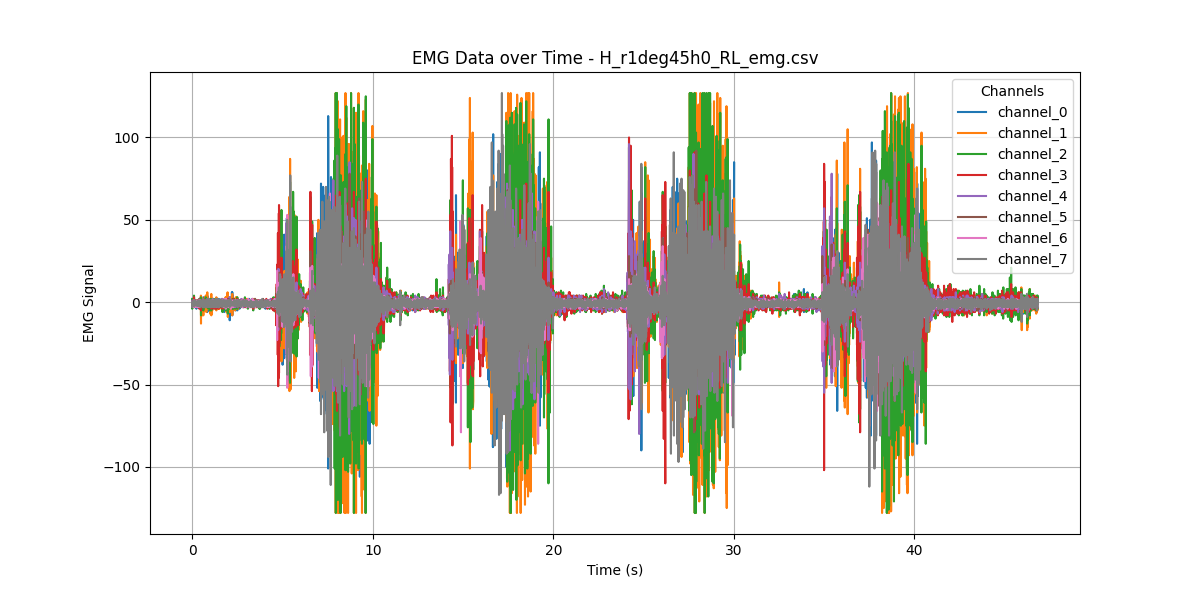 EMG Data over Time - H_r1deg45h0_RL_emg.csv
Channels
channel_0
channel_1
channel_2
channel_3
channel_4
channel_5
channel_6
channel_7
EMG Signal
100
50
0
−50
−100
0 10 20 30 40
Time (s)